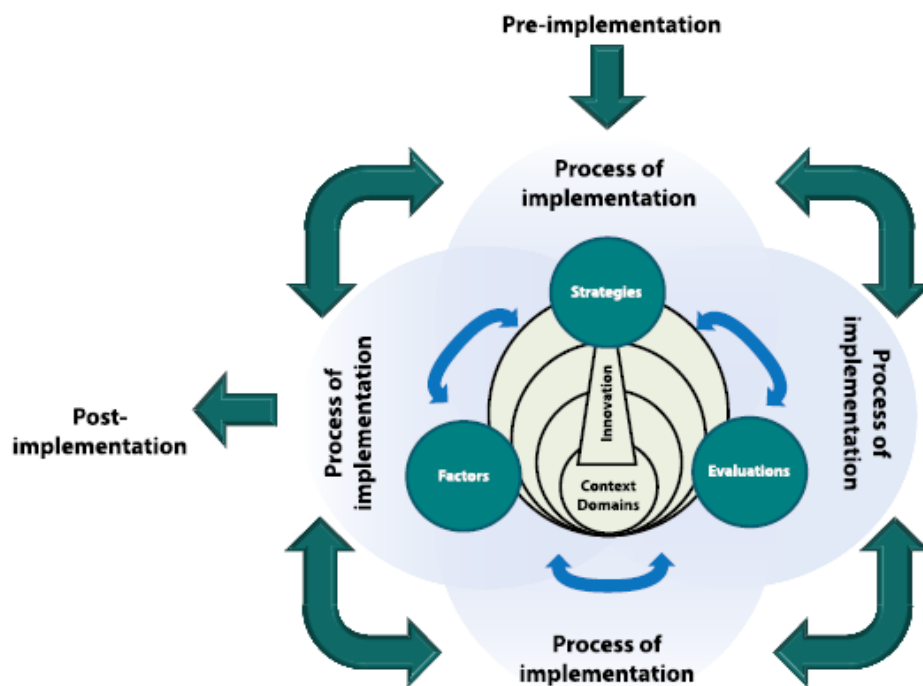 Pre-implementation
Process of
implementation
Strategies
Process of
implementation
Innovation
Process of
implementation
Post-
implementation
Factors
Evaluations
Context
Domains
Process of
implementation